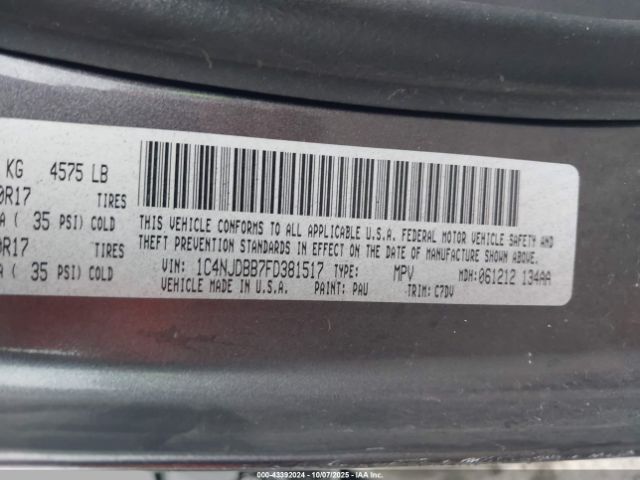 KG 4575 LB
0R17 TIRES
A ( 35 PSI) COLD
0R17 TIRES
A ( 35 PSI) COLD
THIS VEHICLE CONFORMS TO ALL APPLICABLE U.S.A. FEDERAL MOTOR VEHICLE SAFETY AND
THEFT PREVENTION STANDARDS IN EFFECT ON THE DATE OF MANUFACTURE SHOWN ABOVE.
VIN: 1C4NJDBB7FD381517 TYPE: MPV MDH: 061212 134AA
VEHICLE MADE IN U.S.A. PAINT: PAU TRIM: C7DV
000-43392024 - 10/07/2025 - IAAI.COM